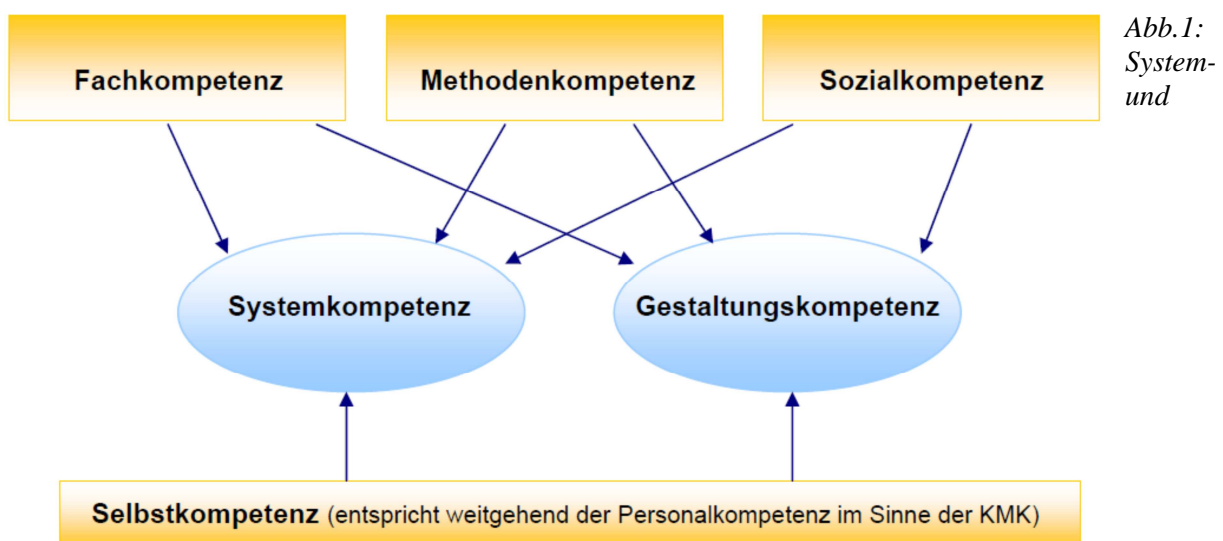 Fachkompetenz
Methodenkompetenz
Sozialkompetenz
Abb.1:
System-
und
Systemkompetenz
Gestaltungskompetenz
Selbstkompetenz (entspricht weitgehend der Personalkompetenz im Sinne der KMK)